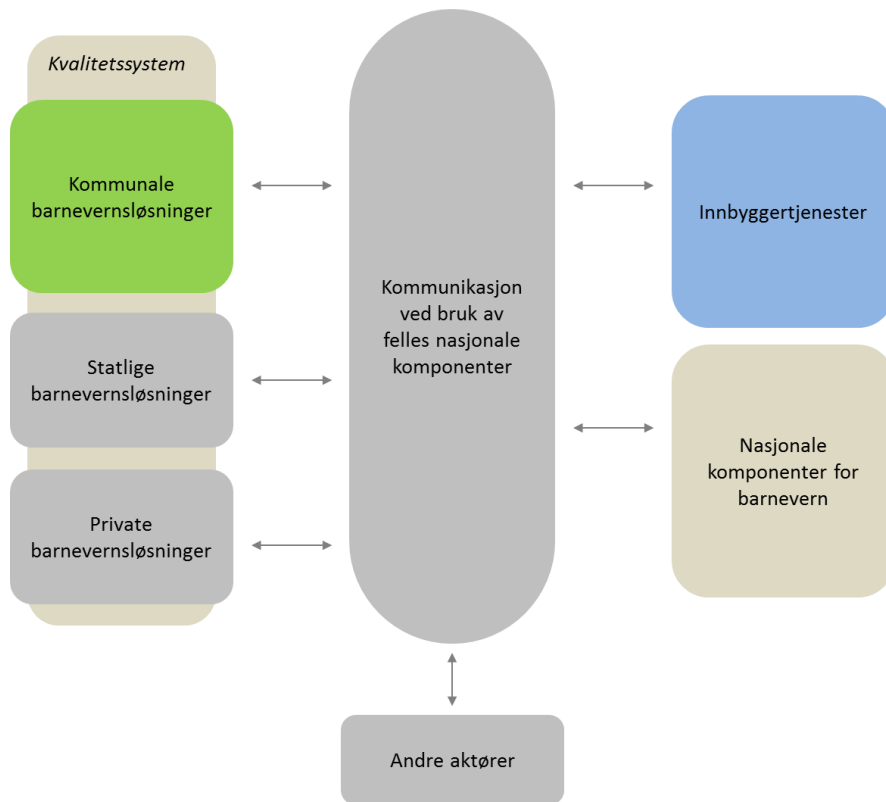 Kvalitetssystem
Kommunale
barnevernsløsninger
Statlige
barnevernsløsninger
Private
barnevernsløsninger
Kommunikasjon
ved bruk av
felles nasjonale
komponenter
Innbyggertjenester
Nasjonale
komponenter for
barnevern
Andre aktører